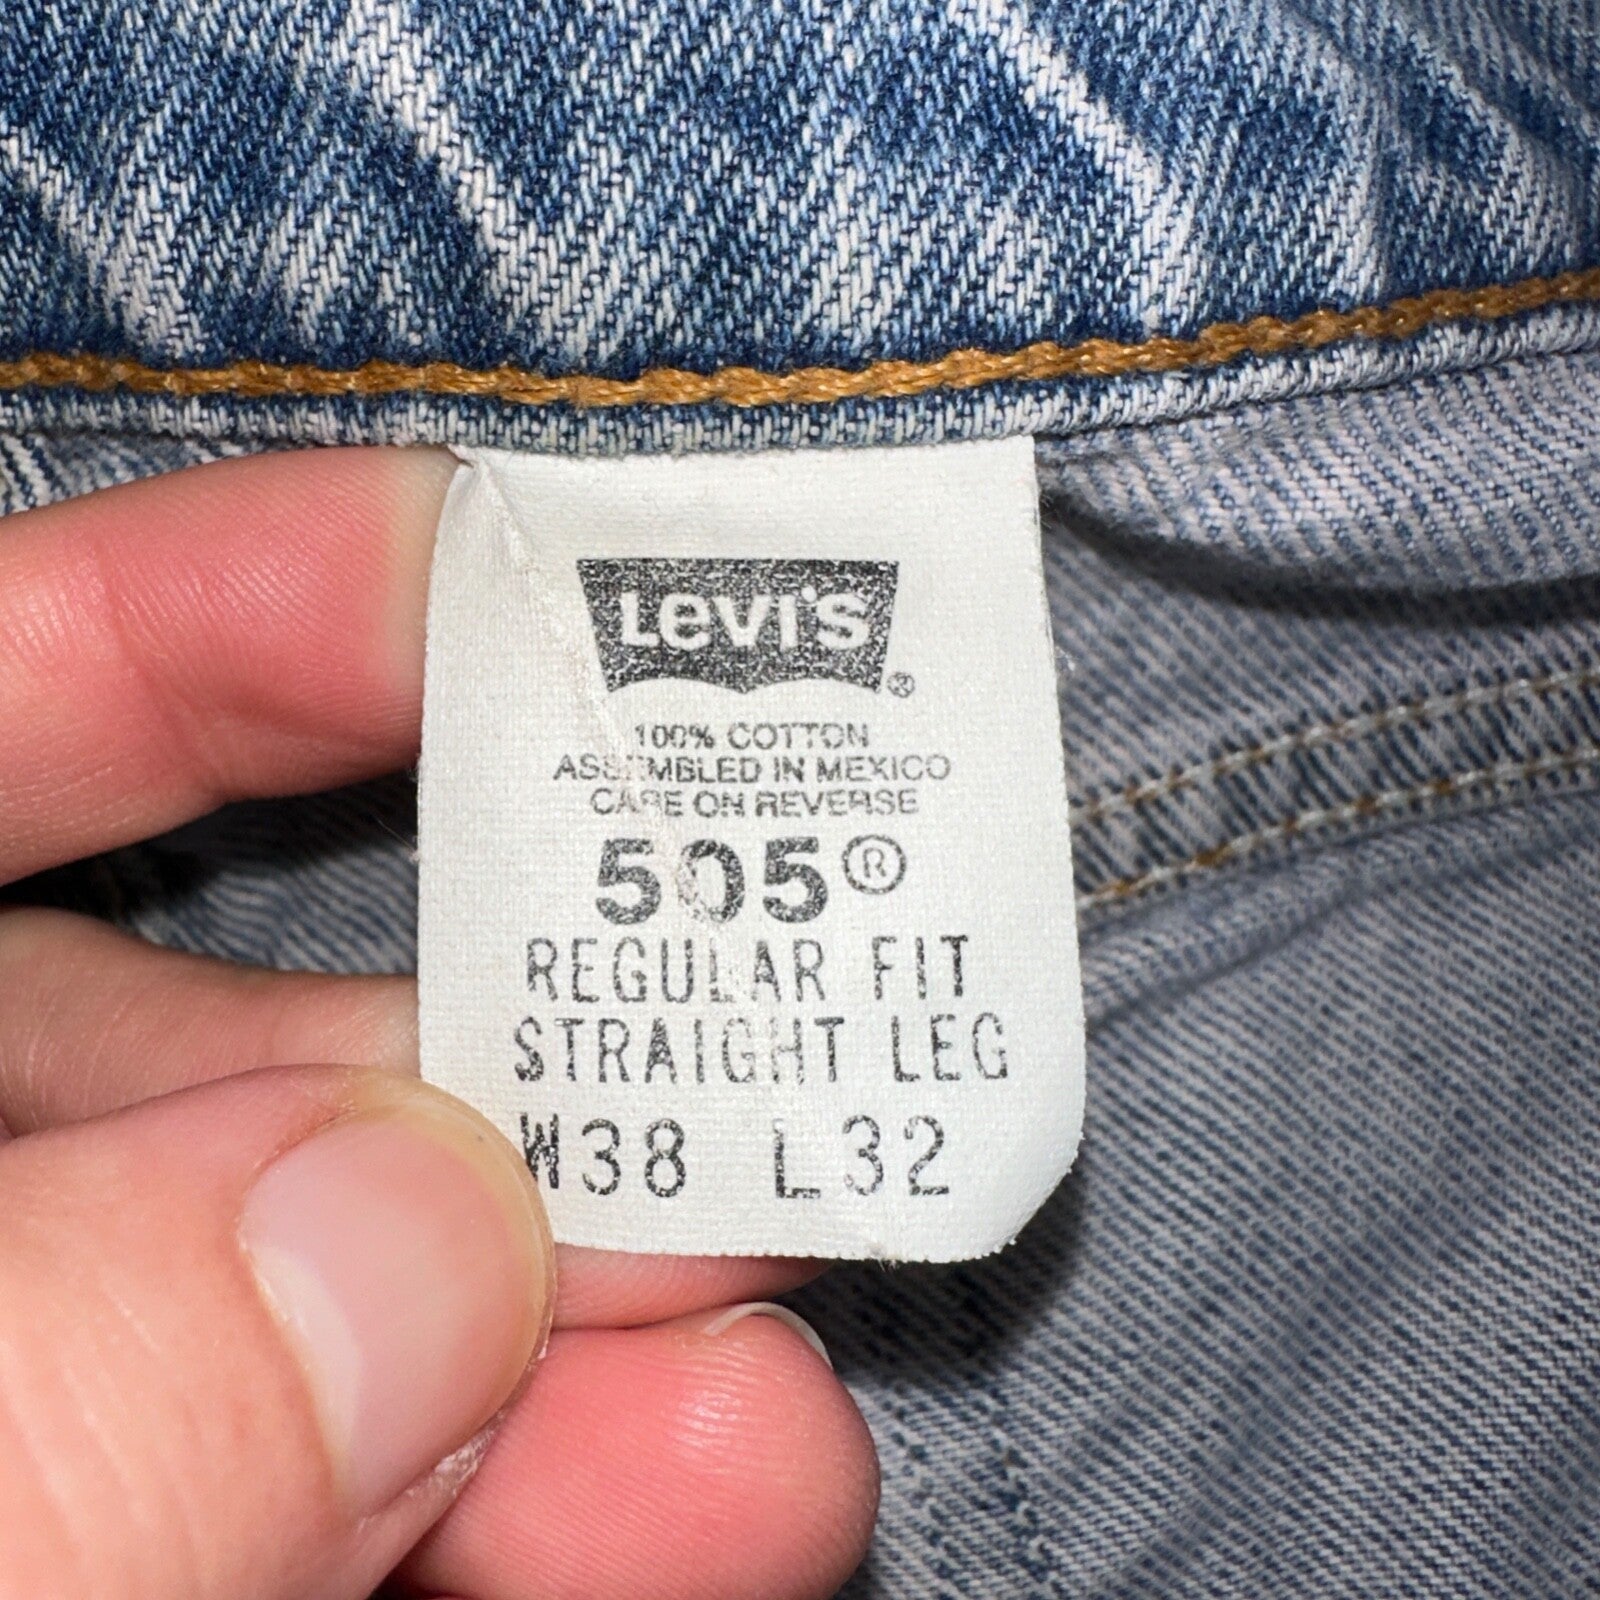 Levi's ®
100% COTTON
ASSEMBLED IN MEXICO
CARE ON REVERSE
505®
REGULAR FIT
STRAIGHT LEG
W38 L32